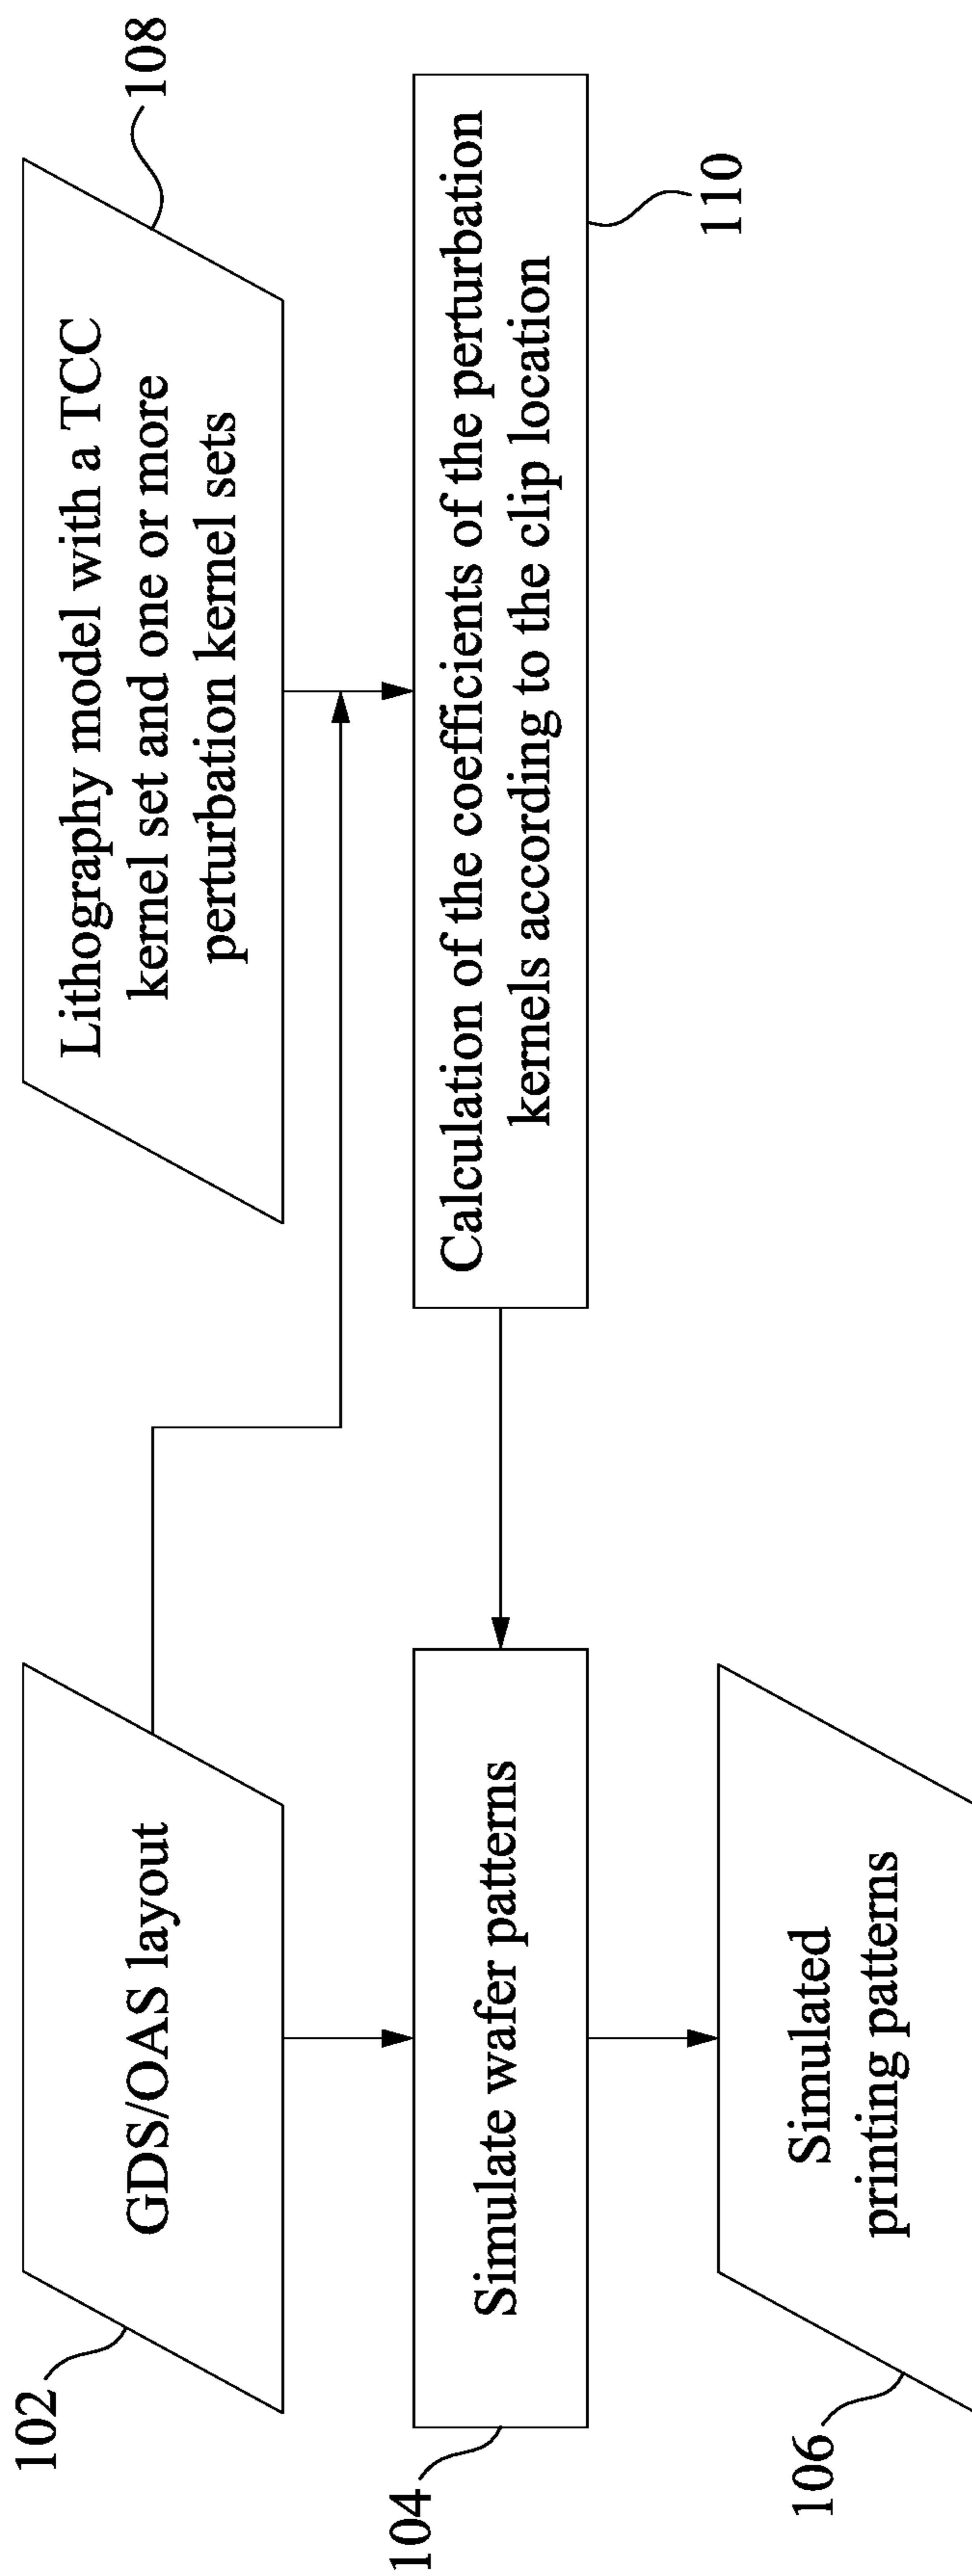 102
GDS/OAS layout
Lithography model with a TCC
kernel set and one or more
perturbation kernel sets
108
104
Simulate wafer patterns
Calculation of the coefficients of the perturbation
kernels according to the clip location
110
106
Simulated
printing patterns